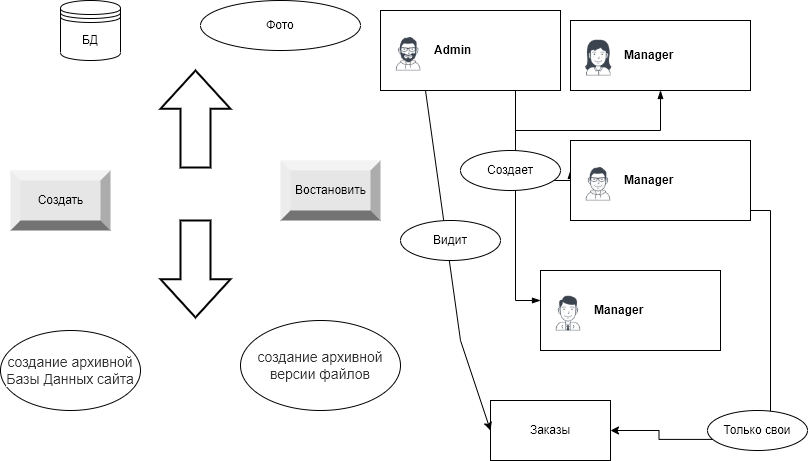 БД
Фото
Admin
Manager
Создать
Востановить
Создает
Manager
Видит
Manager
создание архивной
Базы Данных сайта
создание архивной
версии файлов
Заказы
Только свои